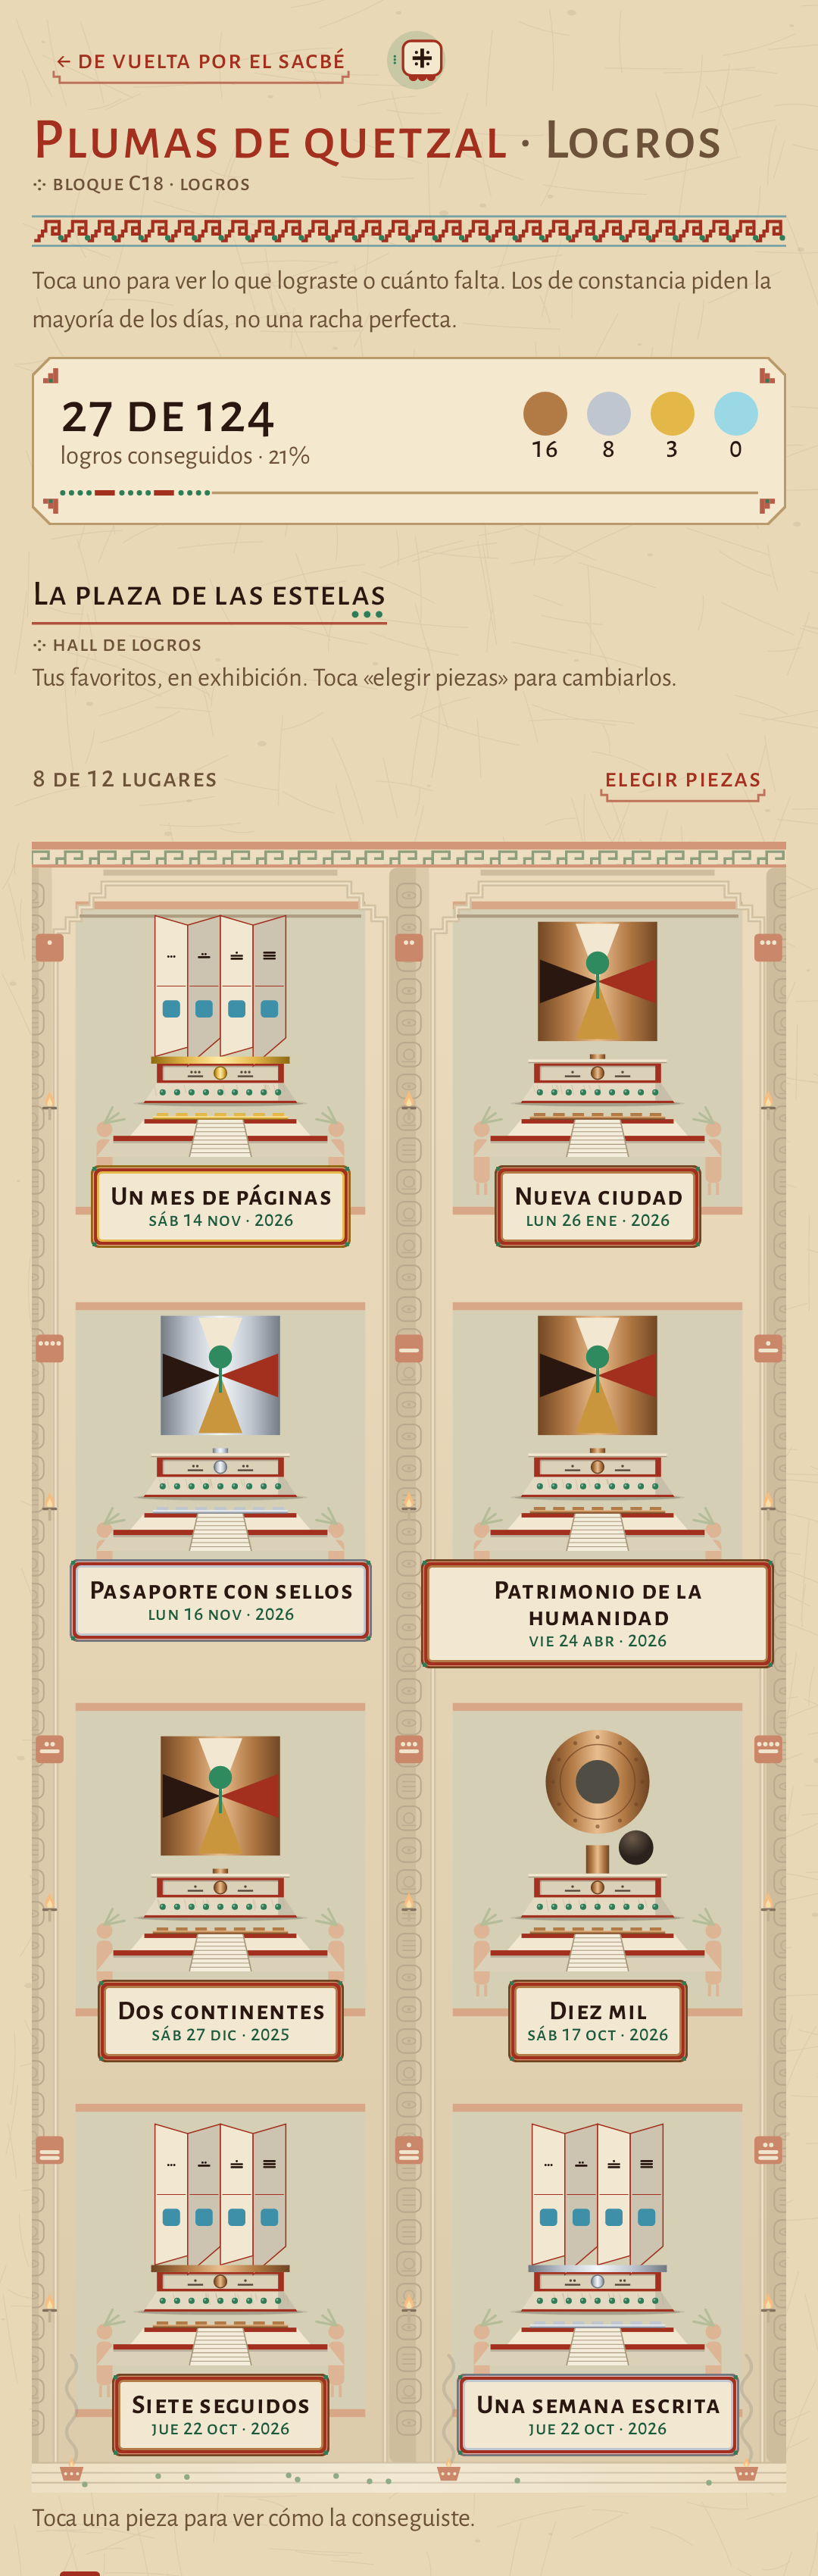 ← DE VUELTA POR EL SACBÉ
PLUMAS DE QUETZAL · LOGROS
BLOQUE C18 · LOGROS
Toca uno para ver lo que lograste o cuánto falta. Los de constancia piden la
mayoría de los días, no una racha perfecta.
27 DE 124
logros conseguidos · 21%
16 8 3 0
LA PLAZA DE LAS ESTELAS
HALL DE LOGROS
Tus favoritos, en exhibición. Toca «elegir piezas» para cambiarlos.
8 DE 12 LUGARES
ELEGIR PIEZAS
UN MES DE PÁGINAS
SÁB 14 NOV · 2026
NUEVA CIUDAD
LUN 26 ENE · 2026
PASAPORTE CON SELLOS
LUN 16 NOV · 2026
PATRIMONIO DE LA
HUMANIDAD
VIE 24 ABR · 2026
DOS CONTINENTES
SÁB 27 DIC · 2025
DIEZ MIL
SÁB 17 OCT · 2026
SIETE SEGUIDOS
JUE 22 OCT · 2026
UNA SEMANA ESCRITA
JUE 22 OCT · 2026
Toca una pieza para ver cómo la conseguiste.